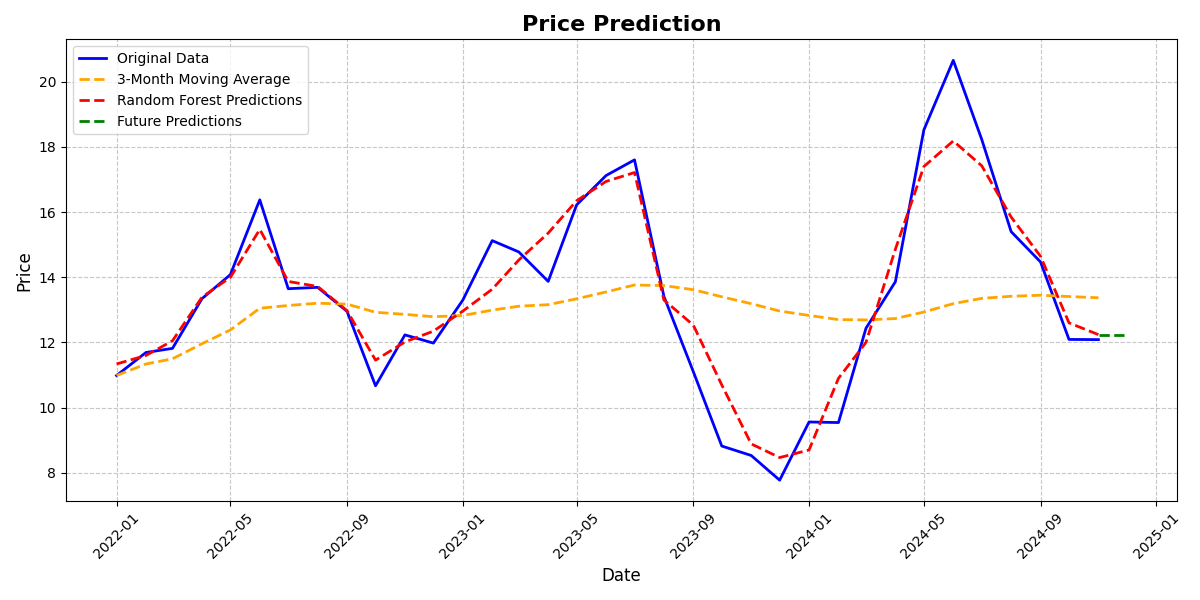 Price Prediction
Original Data
3-Month Moving Average
Random Forest Predictions
Future Predictions
Price
20
18
16
14
12
10
8
2022-01
2022-05
2022-09
2023-01
2023-05
2023-09
2024-01
2024-05
2024-09
2025-01
Date